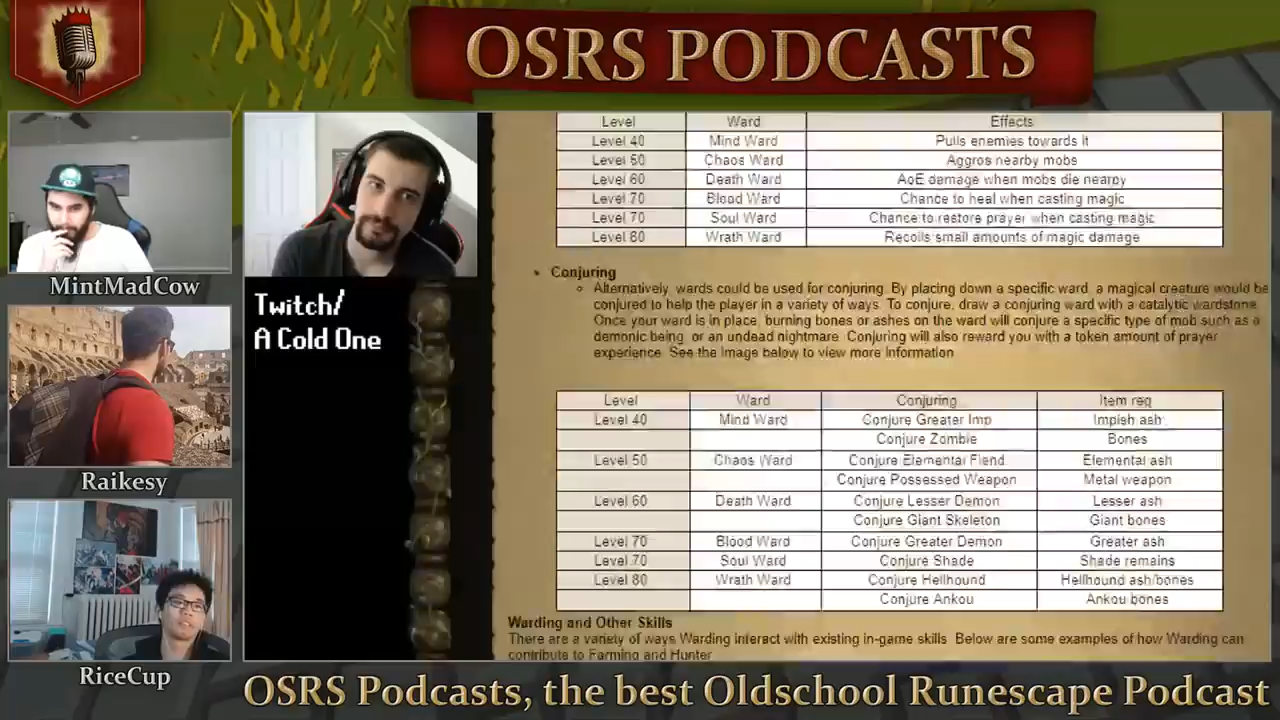 OSRS PODCASTS
MintMadCow
Raikesy
RiceCup
Twitch/
A Cold One
Level Ward Effects
Level 40 Mind Ward Pulls enemies towards it
Level 50 Chaos Ward Aggros nearby mobs
Level 60 Death Ward AoE damage when mobs die nearby
Level 70 Blood Ward Chance to heal when casting magic
Level 70 Soul Ward Chance to restore prayer when casting magic
Level 80 Wrath Ward Recoils small amounts of magic damage
Conjuring
Alternatively, wards could be used for conjuring. By placing down a specific ward, a magical creature would be
conjured to help the player in a variety of ways. To conjure, draw a conjuring ward with a catalytic wardstone.
Once your ward is in place, burning bones or ashes on the ward will conjure a specific type of mob such as a
demonic being, or an undead nightmare. Conjuring will also reward you with a token amount of prayer
experience. See the image below to view more information
Level Ward Conjuring Item req
Level 40 Mind Ward Conjure Greater Imp Impish ash
Conjure Zombie Bones
Level 50 Chaos Ward Conjure Elemental Fiend Elemental ash
Conjure Possessed Weapon Metal weapon
Level 60 Death Ward Conjure Lesser Demon Lesser ash
Conjure Giant Skeleton Giant bones
Level 70 Blood Ward Conjure Greater Demon Greater ash
Level 70 Soul Ward Conjure Shade Shade remains
Level 80 Wrath Ward Conjure Hellhound Hellhound ash/bones
Conjure Ankou Ankou bones
Warding and Other Skills
There are a variety of ways Warding interact with existing in-game skills. Below are some examples of how Warding can
contribute to Farming and Hunter
OSRS Podcasts, the best Oldschool Runescape Podcast